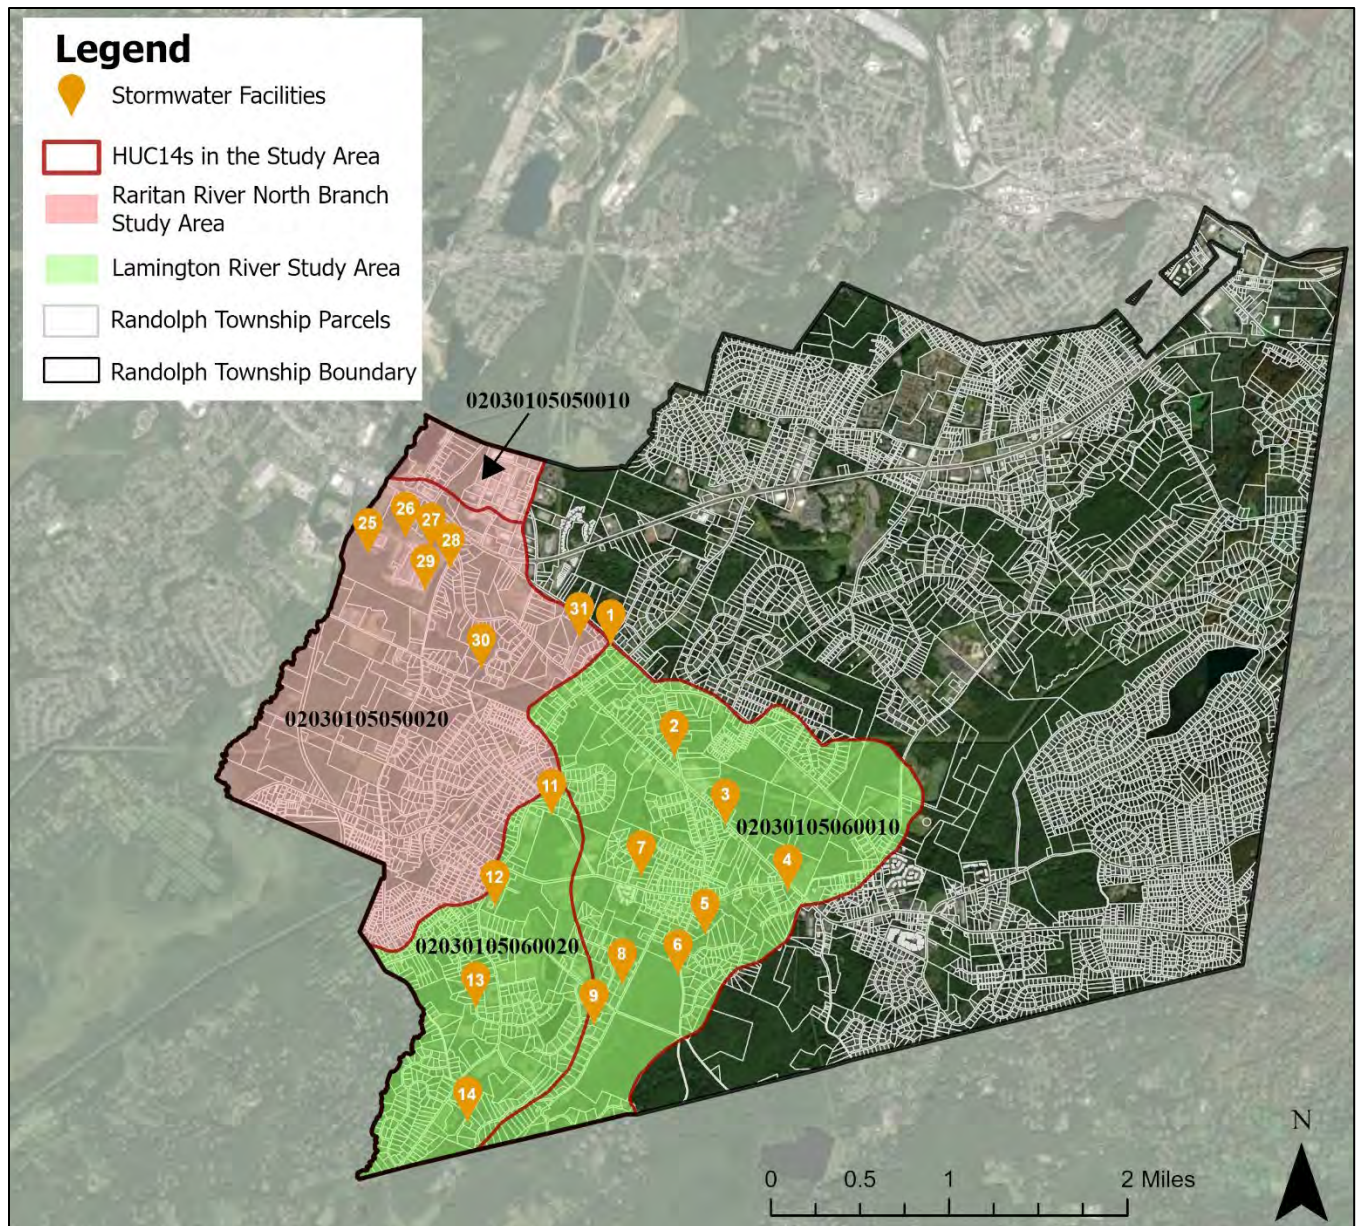 Legend
Stormwater Facilities
HUC14s in the Study Area
Raritan River North Branch
Study Area
Lamington River Study Area
Randolph Township Parcels
Randolph Township Boundary
02030105050010
26
27
25
28
29
31
1
30
02030105050020
2
11
3
02030105060010
7
4
12
5
02030105060020
6
8
13
9
14
N
0 0.5 1 2 Miles